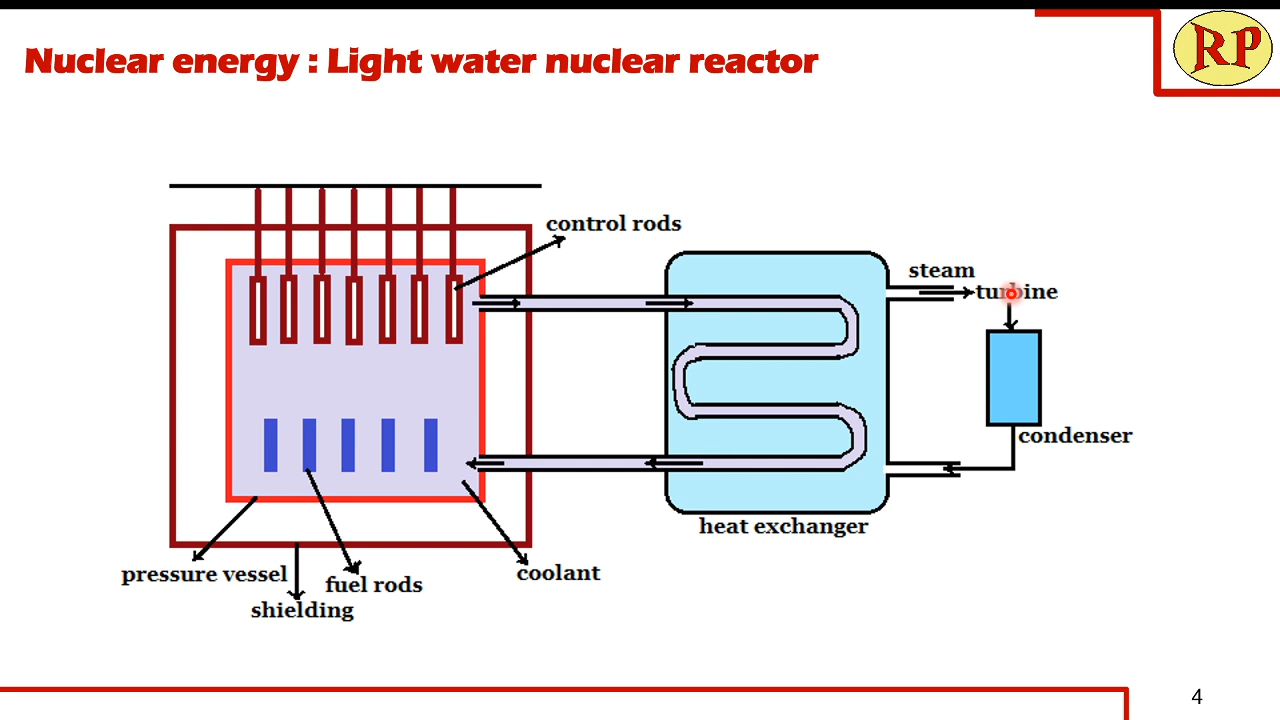 Nuclear energy : Light water nuclear reactor
RP
control rods
steam
turbine
condenser
heat exchanger
pressure vessel
fuel rods
coolant
shielding
4